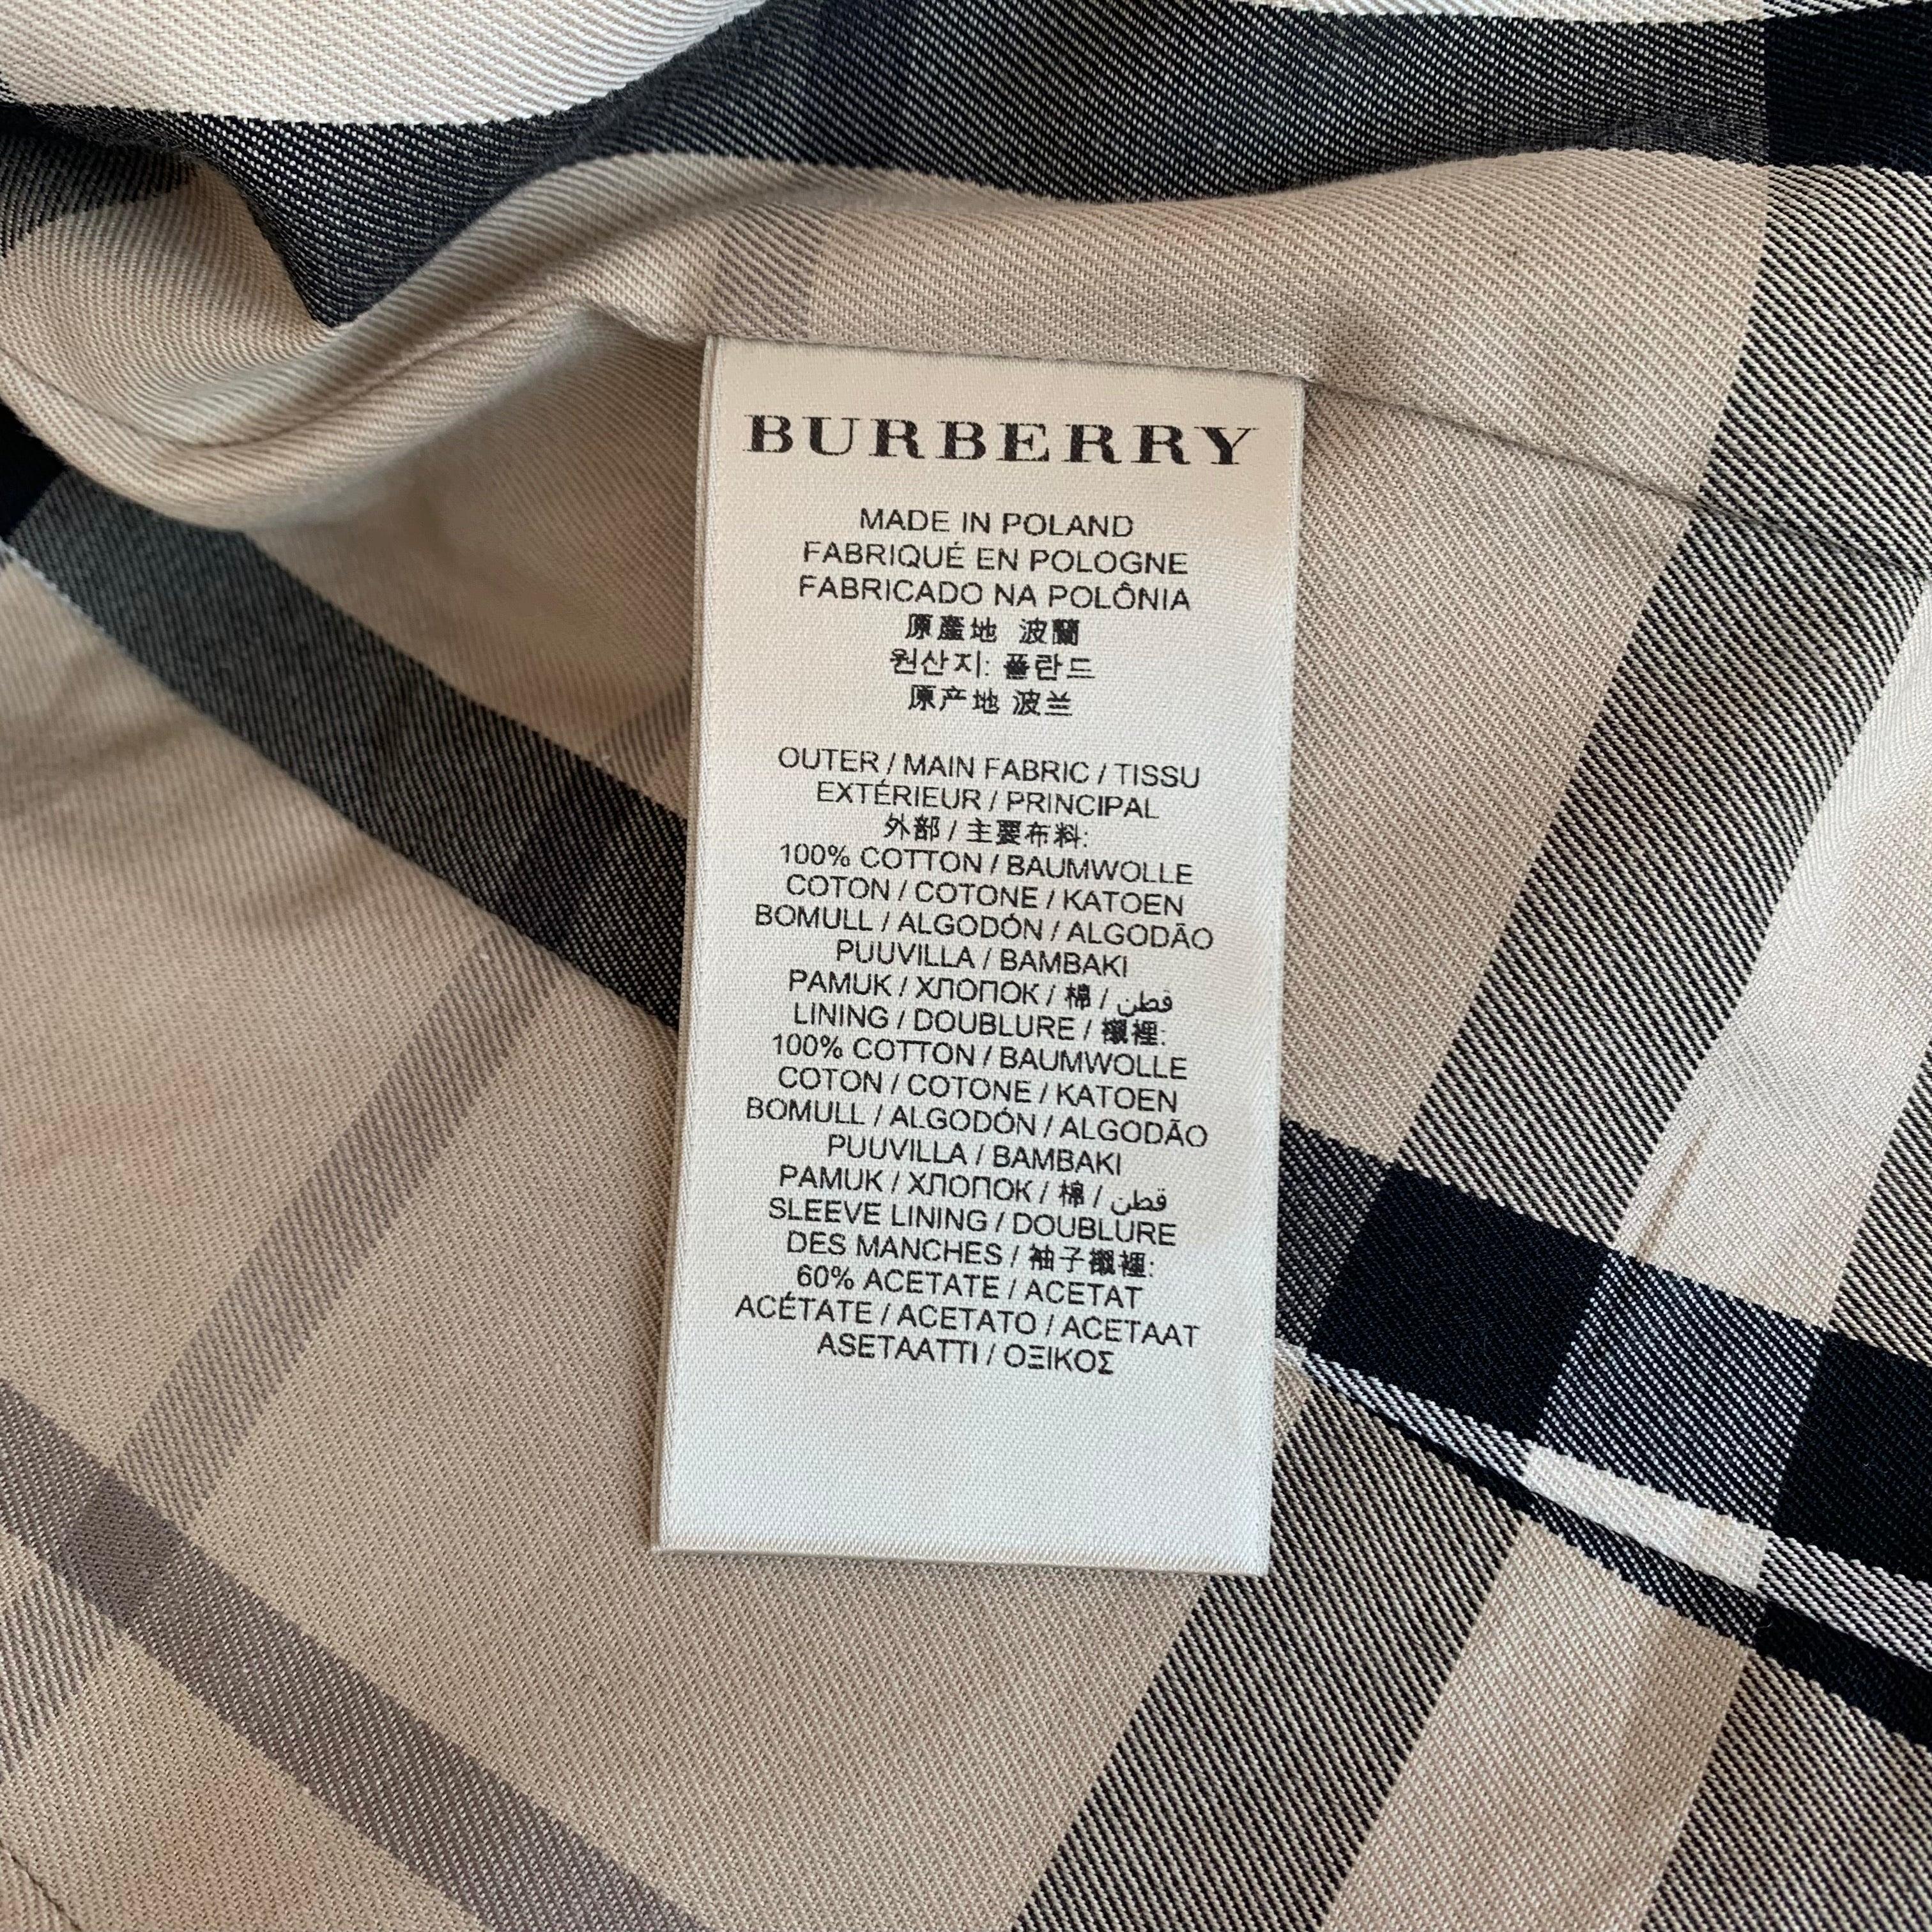 BURBERRY
MADE IN POLAND
FABRIQUÉ EN POLOGNE
FABRICADO NA POLÔNIA
原產地 波蘭
원산지: 폴란드
原产地 波兰
OUTER / MAIN FABRIC / TISSU
EXTÉRIEUR / PRINCIPAL
外部 / 主要布料:
100% COTTON / BAUMWOLLE
COTON / COTONE / KATOEN
BOMULL / ALGODÓN / ALGODÃO
PUUVILLA / BAMBAKI
PAMUK / ХЛОПОК / 棉 / قطن
LINING / DOUBLURE / 襯裡:
100% COTTON / BAUMWOLLE
COTON / COTONE / KATOEN
BOMULL / ALGODÓN / ALGODÃO
PUUVILLA / BAMBAKI
PAMUK / ХЛОПОК / 棉 / قطن
SLEEVE LINING / DOUBLURE
DES MANCHES / 袖子襯裡:
60% ACETATE / ACETAT
ACÉTATE / ACETATO / ACETAAT
ASETAATTI / ΟΞΙΚΟΣ